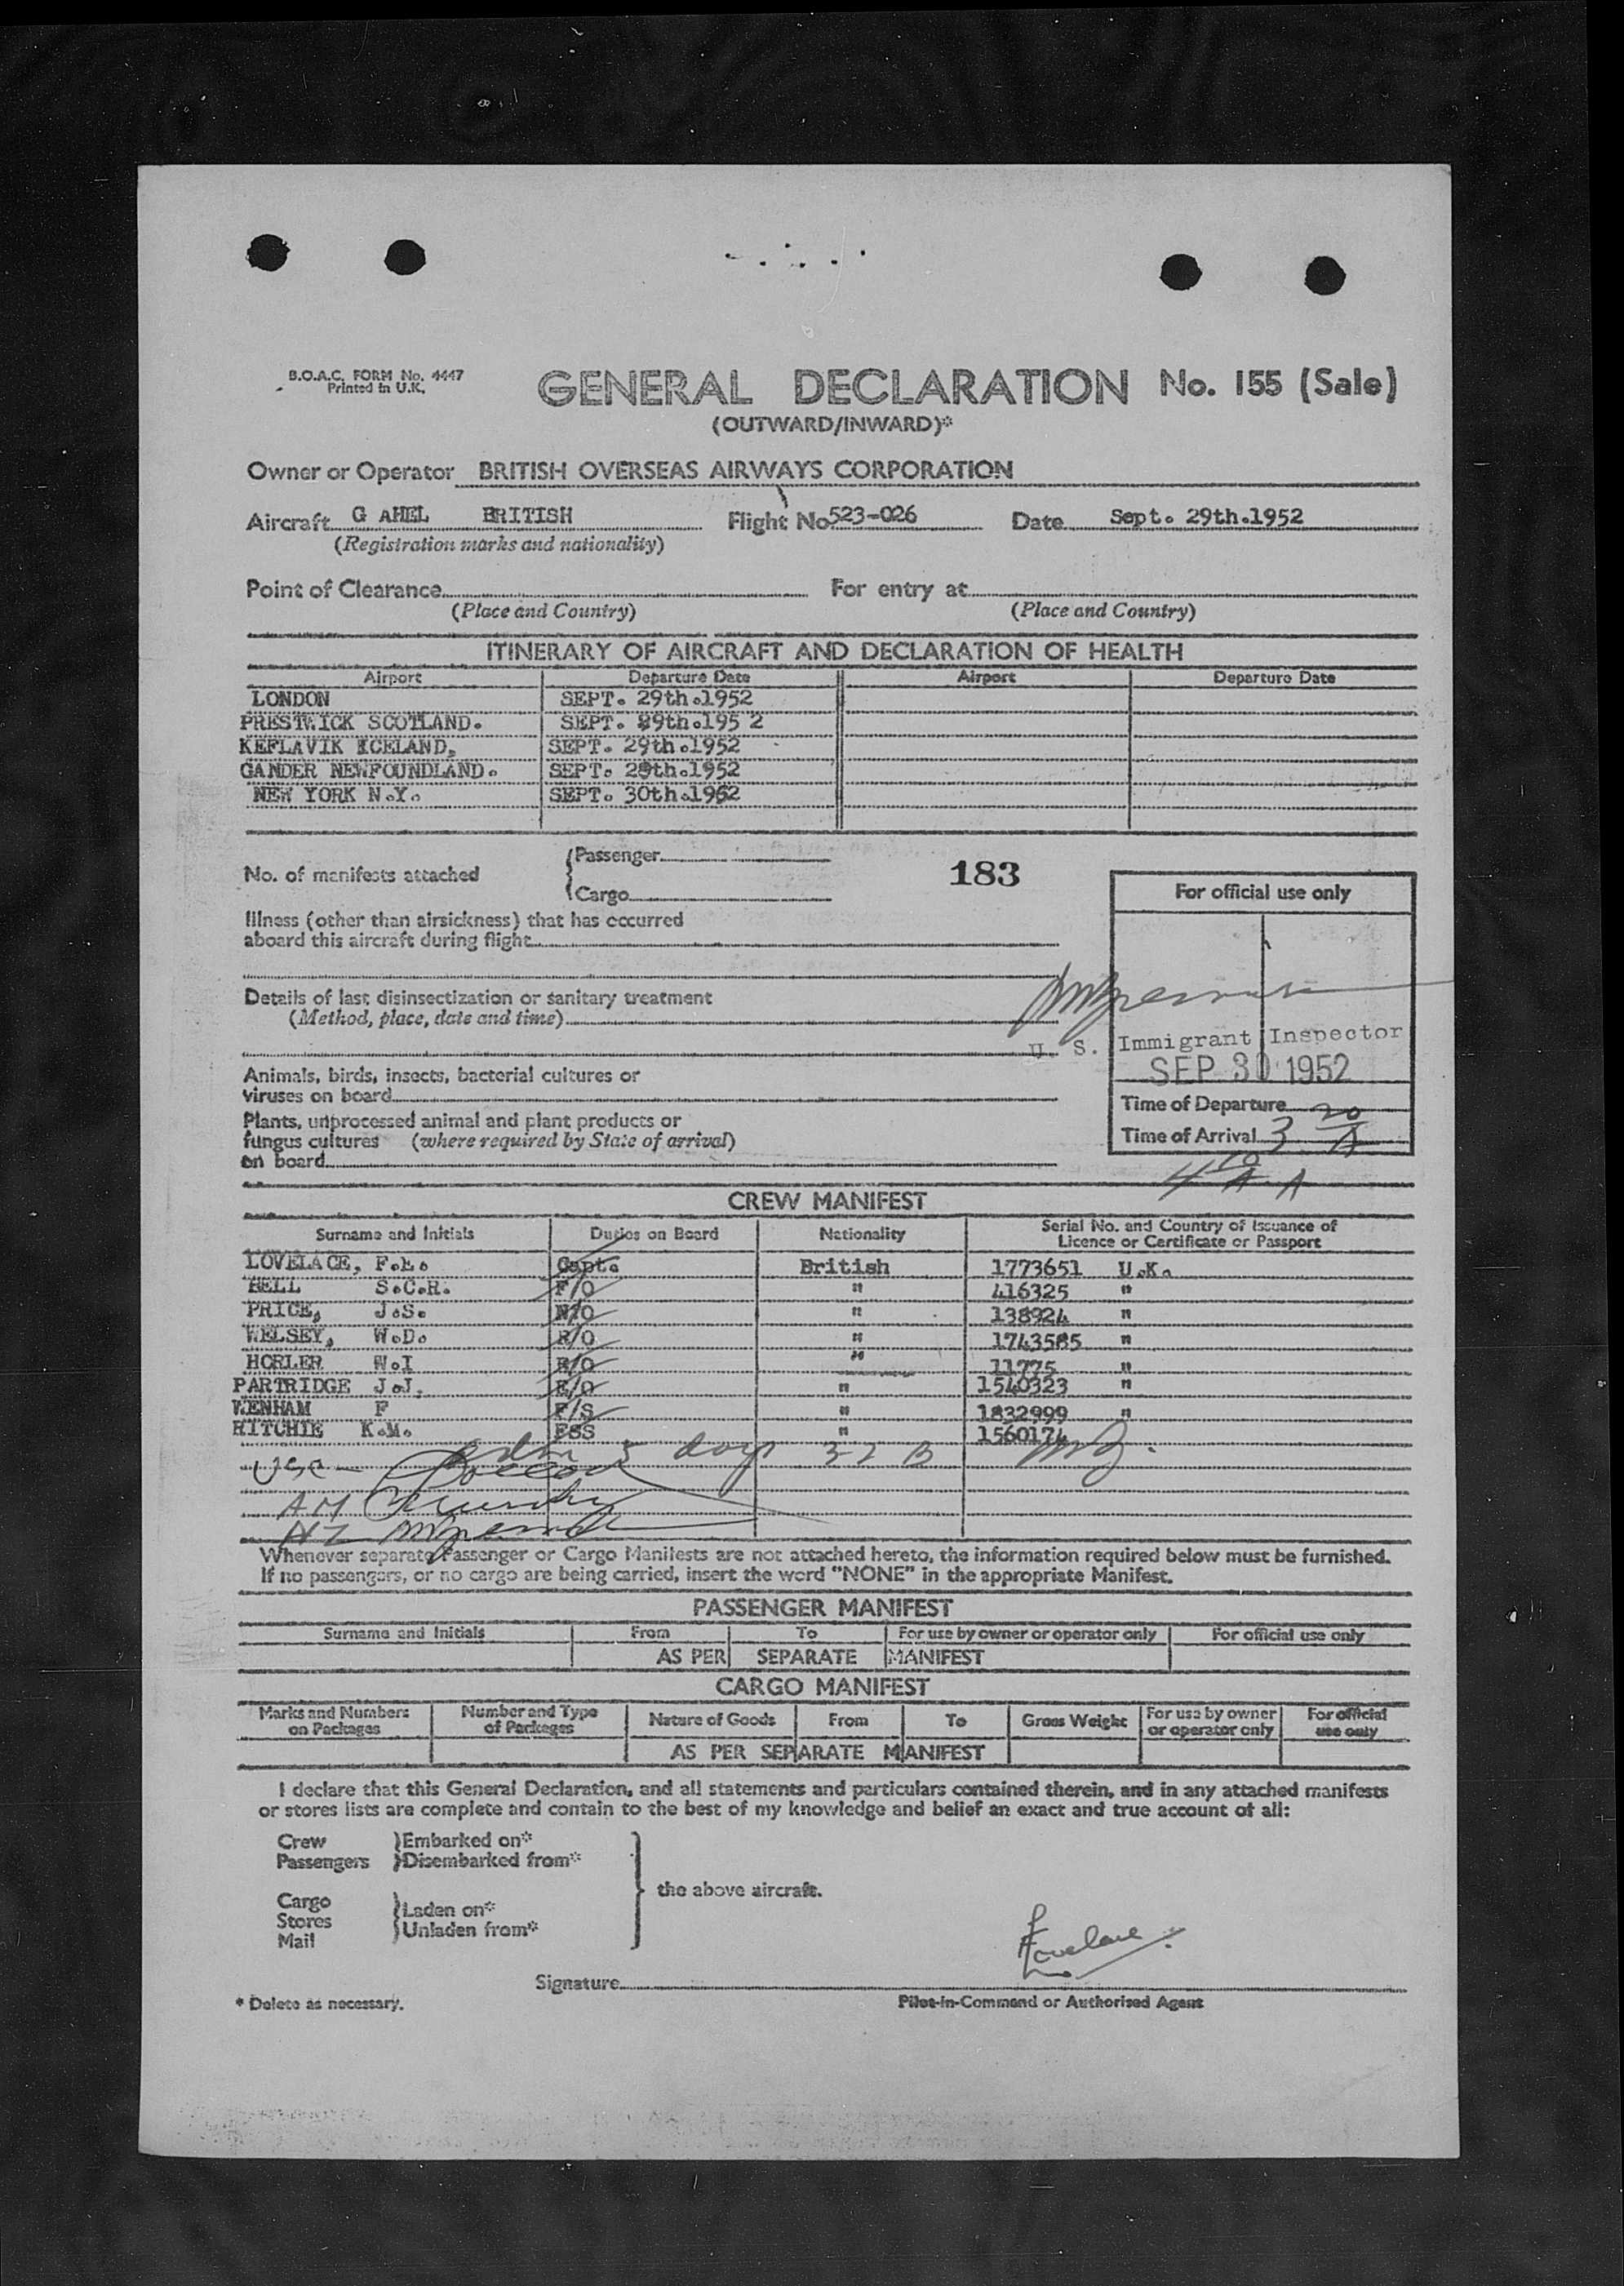 B.O.A.C. FORM No. 4447
Printed in U.K.
GENERAL DECLARATION No. 155 (Sale)
(OUTWARD/INWARD)*
Owner or Operator BRITISH OVERSEAS AIRWAYS CORPORATION
Aircraft G AHEL BRITISH Flight No 523-026 Date Sept. 29th.1952
(Registration marks and nationality)
Point of Clearance For entry at
(Place and Country) (Place and Country)
ITINERARY OF AIRCRAFT AND DECLARATION OF HEALTH
Airport Departure Date Airport Departure Date
LONDON SEPT. 29th.1952
PRESTWICK SCOTLAND. SEPT. 29th.195 2
KEFLAVIK ICELAND, SEPT. 29th.1952
GANDER NEWFOUNDLAND. SEPT. 29th.1952
NEW YORK N.Y. SEPT. 30th.1952
No. of manifests attached
Passenger
Cargo
183
For official use only
Illness (other than airsickness) that has occurred
aboard this aircraft during flight
Details of last disinsectization or sanitary treatment
(Method, place, date and time)
U. S. Immigrant Inspector
SEP 30 1952
Animals, birds, insects, bacterial cultures or
viruses on board
Time of Departure
Plants, unprocessed animal and plant products or
fungus cultures (where required by State of arrival)
on board
Time of Arrival 3 20 A
4 10 A
CREW MANIFEST
Surname and Initials Duties on Board Nationality Serial No. and Country of Issuance of
Licence or Certificate or Passport
LOVELACE, F.L. Capt. British 1773651 U.K.
BELL S.C.R. F/O " 416325 "
PRICE, J.S. N/O " 138924 "
WELSEY, W.D. R/O " 1743585 "
HORLER W.I E/O " 11775 "
PARTRIDGE J.J. E/O " 1540323 "
WENHAM F F/S " 1832999 "
RITCHIE K.M. FSS " 1560174
adm 5 days
Whenever separate Passenger or Cargo Manifests are not attached hereto, the information required below must be furnished.
If no passengers, or no cargo are being carried, insert the word "NONE" in the appropriate Manifest.
PASSENGER MANIFEST
Surname and Initials From To For use by owner or operator only For official use only
AS PER SEPARATE MANIFEST
CARGO MANIFEST
Marks and Numbers on Packages Number and Type of Packages Nature of Goods From To Gross Weight For use by owner or operator only For official use only
AS PER SEPARATE MANIFEST
I declare that this General Declaration, and all statements and particulars contained therein, and in any attached manifests
or stores lists are complete and contain to the best of my knowledge and belief an exact and true account of all:
Crew Embarked on*
Passengers Disembarked from*
the above aircraft.
Cargo Laden on*
Stores Unladen from*
Mail
Lovelace
Signature
* Delete as necessary. Pilot-in-Command or Authorised Agent